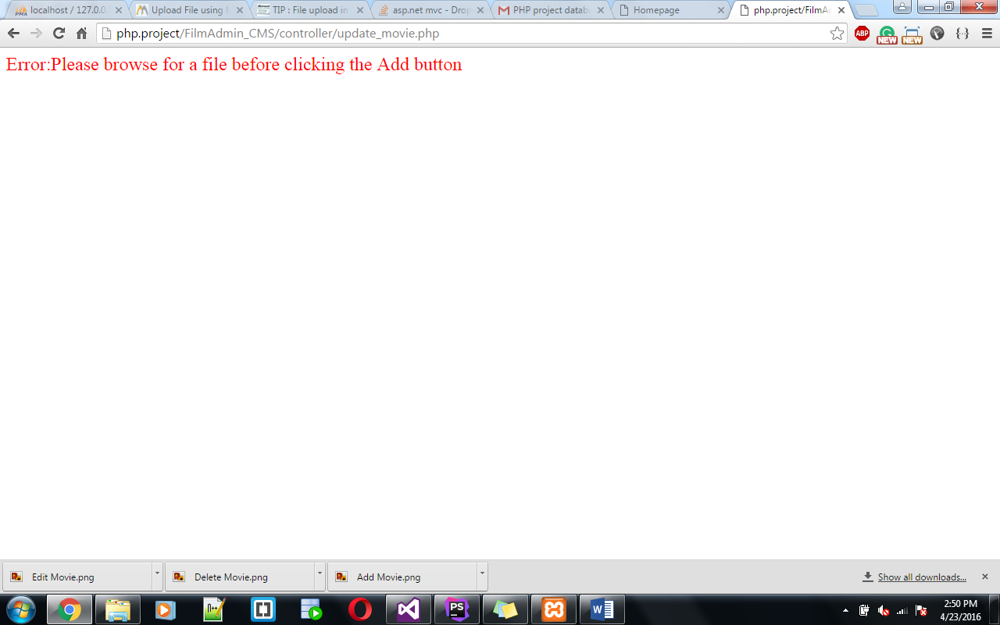 localhost / 127.0.0.
Upload File using
TIP : File upload in
asp.net mvc - Drop
PHP project datab
Homepage
php.project/FilmAd
php.project/FilmAdmin_CMS/controller/update_movie.php
ABP
NEW
NEW
Error:Please browse for a file before clicking the Add button
Edit Movie.png
Delete Movie.png
Add Movie.png
Show all downloads...
2:50 PM
4/23/2016